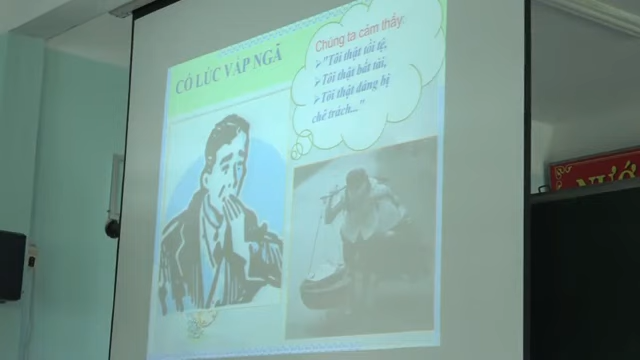 CÓ LÚC VẤP NGÃ
Chúng ta cảm thấy:
"Tôi thật tồi tệ,
Tôi thật bất tài,
Tôi thật đáng bị
chê trách..."
NƯỚ